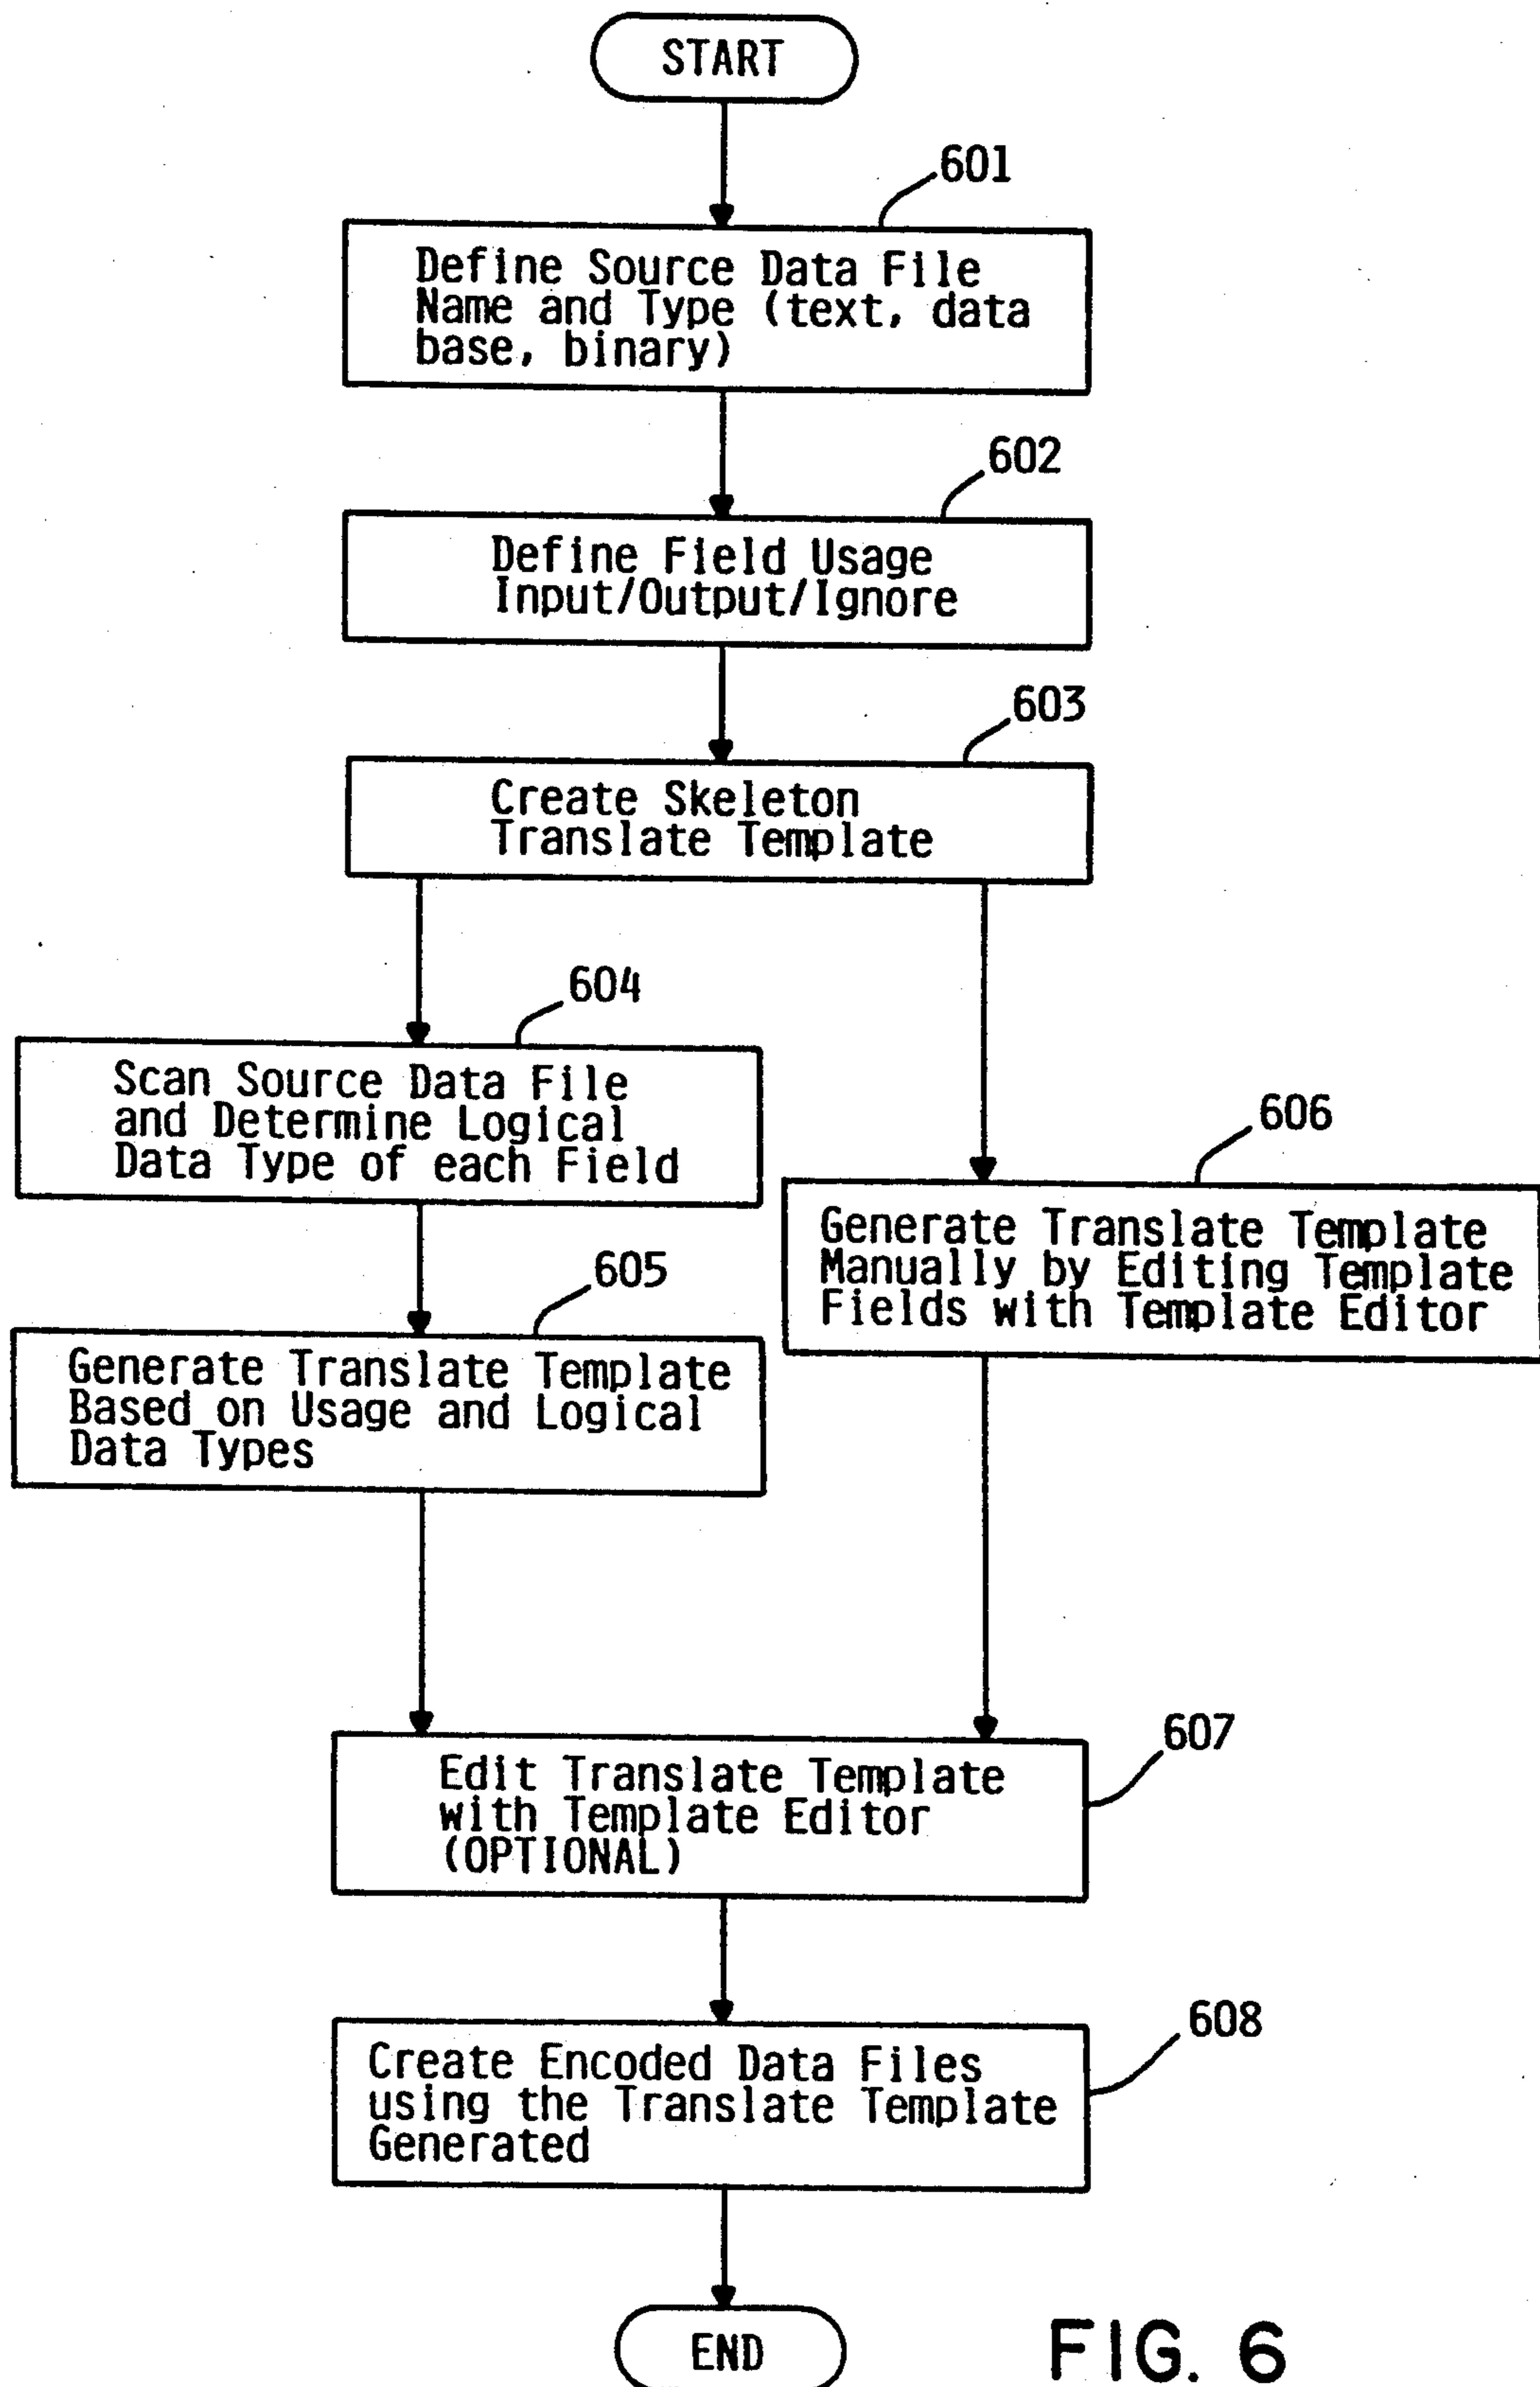 START
601
Define Source Data File
Name and Type (text, data
base, binary)
602
Define Field Usage
Input/Output/Ignore
603
Create Skeleton
Translate Template
604
Scan Source Data File
and Determine Logical
Data Type of each Field
606
Generate Translate Template
Manually by Editing Template
Fields with Template Editor
605
Generate Translate Template
Based on Usage and Logical
Data Types
607
Edit Translate Template
with Template Editor
(OPTIONAL)
608
Create Encoded Data Files
using the Translate Template
Generated
END
FIG. 6